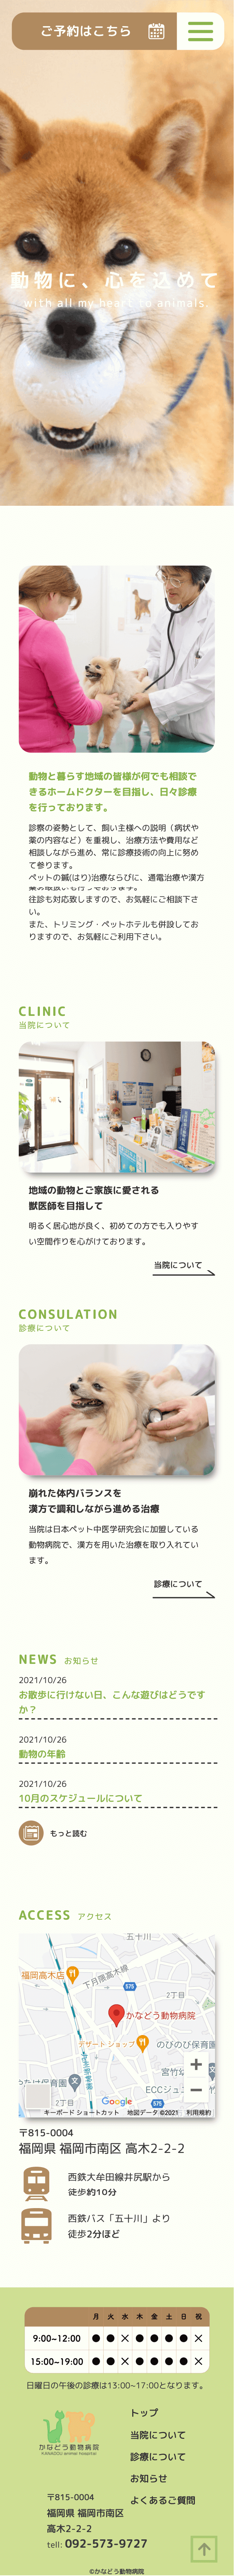 ご予約はこちら
動物に、心を込めて
with all my heart to animals.
動物と暮らす地域の皆様が何でも相談で
きるホームドクターを目指し、日々診療
を行っております。
診察の姿勢として、飼い主様への説明（病状や
薬の内容など）を重視し、治療方法や費用など
相談しながら進め、常に診療技術の向上に努め
て参ります。
ペットの鍼(はり)治療ならびに、通電治療や漢方
薬の取扱いも行っております。
往診も対応致しますので、お気軽にご相談下さ
い。
また、トリミング・ペットホテルも併設してお
りますので、お気軽にご利用下さい。
CLINIC
当院について
地域の動物とご家族に愛される
獣医師を目指して
明るく居心地が良く、初めての方でも入りやす
い空間作りを心がけております。
当院について
CONSULATION
診療について
崩れた体内バランスを
漢方で調和しながら進める治療
当院は日本ペット中医学研究会に加盟している
動物病院で、漢方を用いた治療を取り入れてい
ます。
診療について
NEWS お知らせ
2021/10/26
お散歩に行けない日、こんな遊びはどうです
か？
2021/10/26
動物の年齢
2021/10/26
10月のスケジュールについて
もっと読む
ACCESS アクセス
五十川
福岡高木店
下月隈高木線
575
2丁目
かなどう動物病院
デザート ショップ
のびのび保育園
宮竹
わたけ保育園
ECCジュニア
2丁目
575
Google
キーボード ショートカット 地図データ ©2021 利用規約
〒815-0004
福岡県 福岡市南区 高木2-2-2
西鉄大牟田線井尻駅から
徒歩約10分
西鉄バス「五十川」より
徒歩2分ほど
月 火 水 木 金 土 日 祝
9:00~12:00 ● ● × ● ● ● ● ×
15:00~19:00 ● ● × ● ● ● ● ×
日曜日の午後の診療は13:00~17:00となります。
かなどう動物病院
KANADOU animal hospital
トップ
当院について
診療について
お知らせ
よくあるご質問
〒815-0004
福岡県 福岡市南区
高木2-2-2
tell: 092-573-9727
©かなどう動物病院